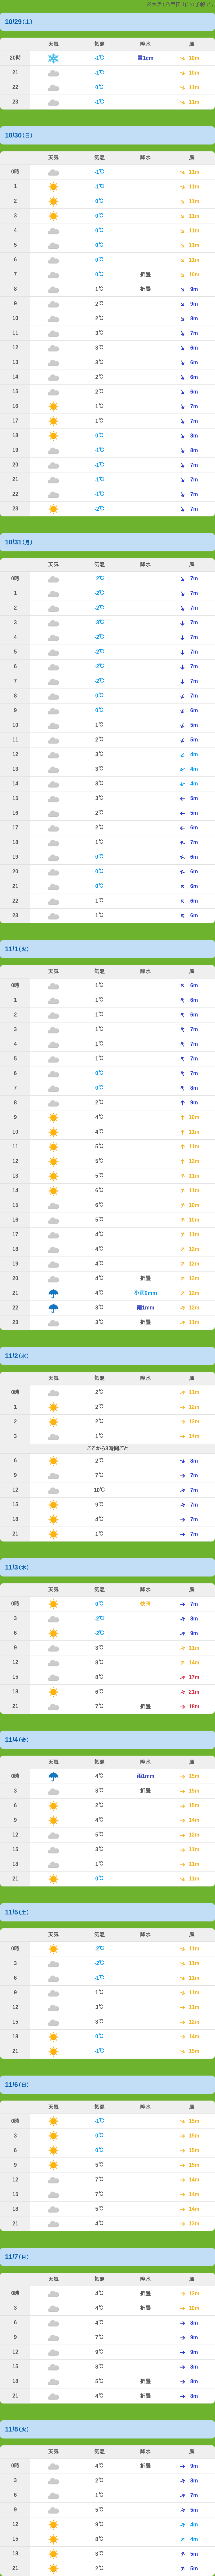 10/29(土)
天気 気温 降水 風
20時 -1℃ 雪1cm 10m
21 -1℃ 10m
22 0℃ 11m
23 -1℃ 11m
10/30(日)
天気 気温 降水 風
0時 -1℃ 11m
1 -1℃ 11m
2 0℃ 11m
3 0℃ 11m
4 0℃ 11m
5 0℃ 11m
6 0℃ 11m
7 0℃ 折曇 10m
8 1℃ 折曇 9m
9 2℃ 9m
10 2℃ 8m
11 3℃ 7m
12 3℃ 6m
13 3℃ 6m
14 2℃ 6m
15 2℃ 6m
16 1℃ 7m
17 1℃ 7m
18 0℃ 8m
19 -1℃ 8m
20 -1℃ 7m
21 -1℃ 7m
22 -1℃ 7m
23 -2℃ 7m
10/31(月)
天気 気温 降水 風
0時 -2℃ 7m
1 -2℃ 7m
2 -2℃ 7m
3 -3℃ 7m
4 -2℃ 7m
5 -2℃ 7m
6 -2℃ 7m
7 -2℃ 7m
8 0℃ 7m
9 0℃ 6m
10 1℃ 5m
11 2℃ 5m
12 3℃ 4m
13 3℃ 4m
14 3℃ 4m
15 3℃ 5m
16 2℃ 5m
17 2℃ 6m
18 1℃ 7m
19 0℃ 6m
20 0℃ 6m
21 0℃ 6m
22 1℃ 6m
23 1℃ 6m
11/1(火)
天気 気温 降水 風
0時 1℃ 6m
1 1℃ 6m
2 1℃ 6m
3 1℃ 7m
4 1℃ 7m
5 1℃ 7m
6 0℃ 7m
7 0℃ 8m
8 2℃ 9m
9 4℃ 10m
10 4℃ 11m
11 5℃ 11m
12 5℃ 12m
13 5℃ 11m
14 6℃ 11m
15 6℃ 10m
16 5℃ 10m
17 4℃ 11m
18 4℃ 12m
19 4℃ 12m
20 4℃ 折曇 12m
21 4℃ 小雨0mm 12m
22 3℃ 雨1mm 12m
23 3℃ 折曇 11m
11/2(水)
天気 気温 降水 風
0時 2℃ 11m
1 2℃ 12m
2 2℃ 13m
3 1℃ 14m
ここから3時間ごと
6 2℃ 8m
9 7℃ 7m
12 10℃ 7m
15 9℃ 7m
18 4℃ 7m
21 1℃ 7m
11/3(木)
天気 気温 降水 風
0時 0℃ 快晴 7m
3 -2℃ 8m
6 -2℃ 9m
9 3℃ 11m
12 8℃ 14m
15 8℃ 17m
18 6℃ 21m
21 7℃ 折曇 18m
11/4(金)
天気 気温 降水 風
0時 4℃ 雨1mm 15m
3 3℃ 折曇 15m
6 2℃ 15m
9 4℃ 14m
12 5℃ 12m
15 3℃ 11m
18 1℃ 11m
21 0℃ 11m
11/5(土)
天気 気温 降水 風
0時 -2℃ 11m
3 -2℃ 11m
6 -1℃ 11m
9 1℃ 11m
12 3℃ 11m
15 3℃ 12m
18 0℃ 14m
21 -1℃ 15m
11/6(日)
天気 気温 降水 風
0時 -1℃ 15m
3 0℃ 15m
6 0℃ 15m
9 5℃ 15m
12 7℃ 14m
15 7℃ 14m
18 5℃ 14m
21 4℃ 13m
11/7(月)
天気 気温 降水 風
0時 4℃ 折曇 12m
3 4℃ 折曇 10m
6 4℃ 8m
9 7℃ 9m
12 9℃ 9m
15 8℃ 8m
18 5℃ 折曇 8m
21 4℃ 折曇 8m
11/8(火)
天気 気温 降水 風
0時 4℃ 折曇 9m
3 2℃ 8m
6 1℃ 7m
9 5℃ 5m
12 9℃ 4m
15 8℃ 4m
18 3℃ 5m
21 2℃ 5m